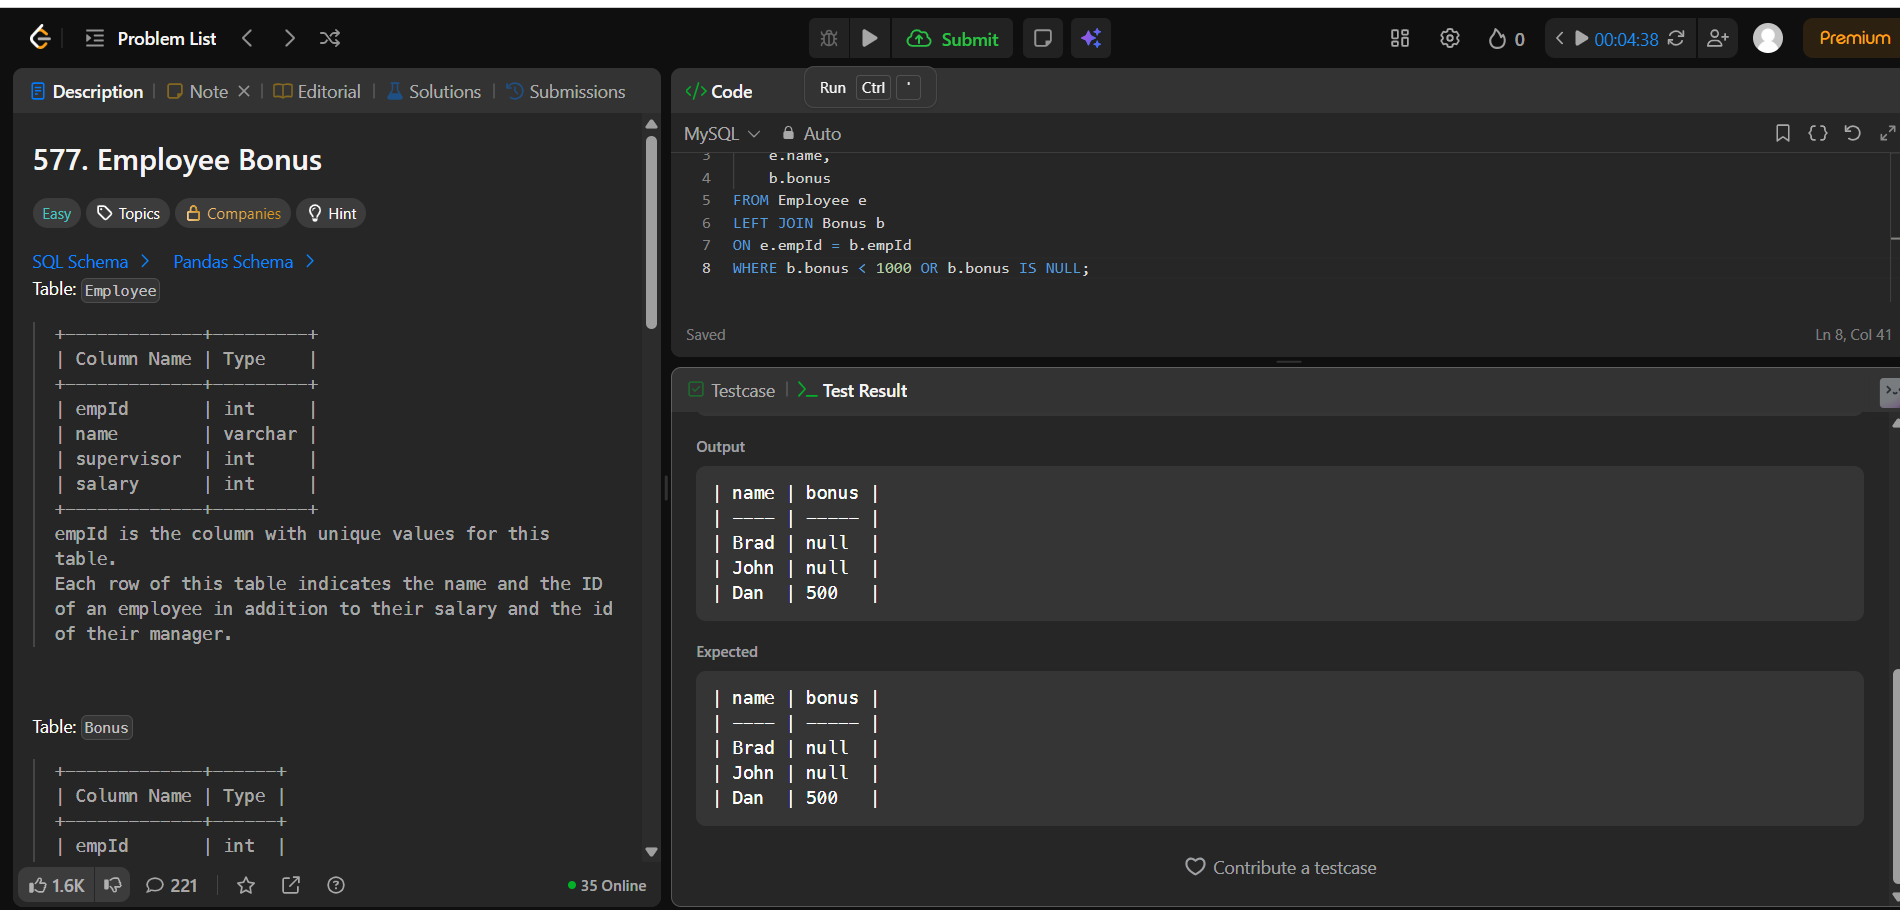 Problem List
Submit
0
00:04:38
Premium
Description
Note
Editorial
Solutions
Submissions
577. Employee Bonus
Easy
Topics
Companies
Hint
SQL Schema
Pandas Schema
Table: Employee
+-------------+---------+
| Column Name | Type    |
+-------------+---------+
| empId       | int     |
| name        | varchar |
| supervisor  | int     |
| salary      | int     |
+-------------+---------+
empId is the column with unique values for this
table.
Each row of this table indicates the name and the ID
of an employee in addition to their salary and the id
of their manager.
Table: Bonus
+-------------+------+
| Column Name | Type |
+-------------+------+
| empId       | int  |
1.6K
221
35 Online
</> Code
Run Ctrl '
MySQL
Auto
3 e.name,
4 b.bonus
5 FROM Employee e
6 LEFT JOIN Bonus b
7 ON e.empId = b.empId
8 WHERE b.bonus < 1000 OR b.bonus IS NULL;
Saved
Ln 8, Col 41
Testcase
Test Result
Output
| name | bonus |
| ---- | ----- |
| Brad | null  |
| John | null  |
| Dan  | 500   |
Expected
| name | bonus |
| ---- | ----- |
| Brad | null  |
| John | null  |
| Dan  | 500   |
Contribute a testcase